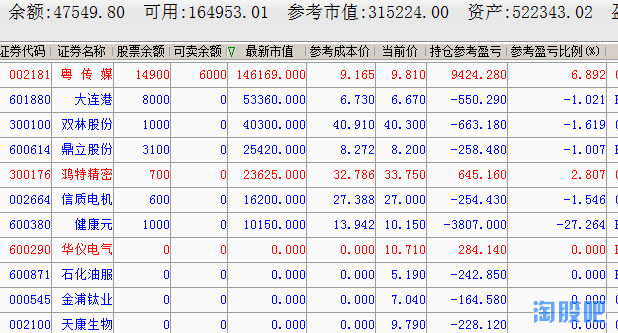 余额:47549.80 可用:164953.01 参考市值:315224.00 资产:522343.02
证券代码 证券名称 股票余额 可卖余额 最新市值 参考成本价 当前价 持仓参考盈亏 参考盈亏比例(%)
002181 粤 传 媒 14900 6000 146169.000 9.165 9.810 9424.280 6.892
601880 大连港 8000 0 53360.000 6.730 6.670 -550.290 -1.021
300100 双林股份 1000 0 40300.000 40.910 40.300 -663.180 -1.619
600614 鼎立股份 3100 0 25420.000 8.272 8.200 -258.480 -1.007
300176 鸿特精密 700 0 23625.000 32.786 33.750 645.160 2.807
002664 信质电机 600 0 16200.000 27.388 27.000 -254.430 -1.546
600380 健康元 1000 0 10150.000 13.942 10.150 -3807.000 -27.264
600290 华仪电气 0 0 0.000 0.000 10.710 284.140 0.000
600871 石化油服 0 0 0.000 0.000 5.190 -242.850 0.000
000545 金浦钛业 0 0 0.000 0.000 7.040 -164.580 0.000
002100 天康生物 0 0 0.000 0.000 9.790 -228.120 0.000
淘股吧